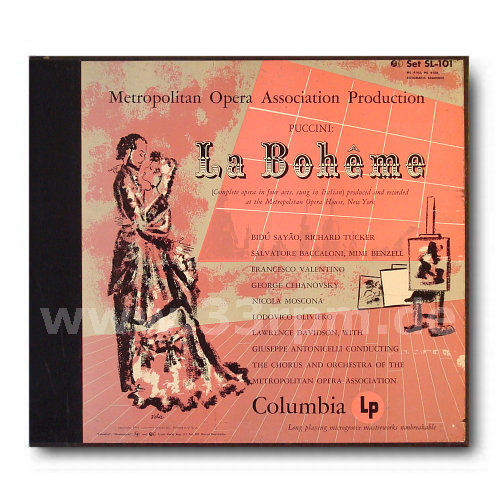 Set SL-101
Metropolitan Opera Association Production
PUCCINI:
La Bohême
(Complete opera in four acts, sung in Italian) produced and recorded
at the Metropolitan Opera House, New York
BIDÚ SAYÃO, RICHARD TUCKER
SALVATORE BACCALONI, MIMI BENZELL
FRANCESCO VALENTINO
GEORGE CEHANOVSKY
NICOLA MOSCONA
LODOVICO OLIVIERO
LAWRENCE DAVIDSON, WITH
GIUSEPPE ANTONICELLI CONDUCTING
THE CHORUS AND ORCHESTRA OF THE
METROPOLITAN OPERA ASSOCIATION
Columbia Lp
Long playing microgroove masterworks nonbreakable